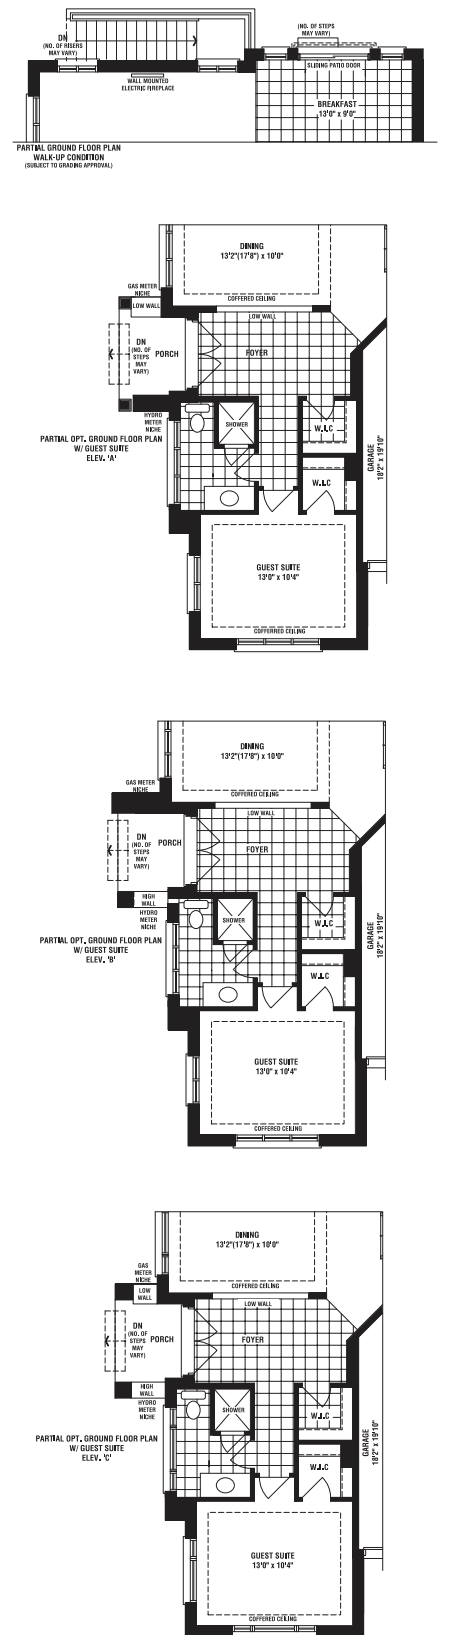 (NO. OF STEPS
MAY VARY)
DN
(NO. OF RISERS
MAY VARY)
SLIDING PATIO DOOR
WALL MOUNTED
ELECTRIC FIREPLACE
BREAKFAST
13'0" x 9'0"
PARTIAL GROUND FLOOR PLAN
WALK-UP CONDITION
(SUBJECT TO GRADING APPROVAL)
DINING
13'2"(17'8") x 10'0"
GAS METER
NICHE
COFFERED CEILING
LOW WALL
LOW WALL
DN
(NO. OF
STEPS
MAY
VARY)
PORCH
FOYER
HYDRO
METER
NICHE
SHOWER
W.I.C
PARTIAL OPT. GROUND FLOOR PLAN
W/ GUEST SUITE
ELEV. 'A'
GARAGE
18'2" x 19'10"
W.I.C
GUEST SUITE
13'0" x 10'4"
COFFERRED CEILING
DINING
13'2"(17'8") x 10'0"
GAS METER
NICHE
COFFERED CEILING
LOW WALL
DN
(NO. OF
STEPS
MAY
VARY)
PORCH
FOYER
HIGH
WALL
HYDRO
METER
NICHE
SHOWER
W.I.C
PARTIAL OPT. GROUND FLOOR PLAN
W/ GUEST SUITE
ELEV. 'B'
GARAGE
18'2" x 19'10"
W.I.C
GUEST SUITE
13'0" x 10'4"
COFFERED CEILING
DINING
13'2"(17'8") x 10'0"
GAS
METER
NICHE
COFFERED CEILING
LOW
WALL
LOW WALL
DN
(NO. OF
STEPS
MAY
VARY)
PORCH
FOYER
HIGH
WALL
HYDRO
METER
NICHE
SHOWER
W.I.C
PARTIAL OPT. GROUND FLOOR PLAN
W/ GUEST SUITE
ELEV. 'C'
GARAGE
18'2" x 19'10"
W.I.C
GUEST SUITE
13'0" x 10'4"
COFFERED CEILING